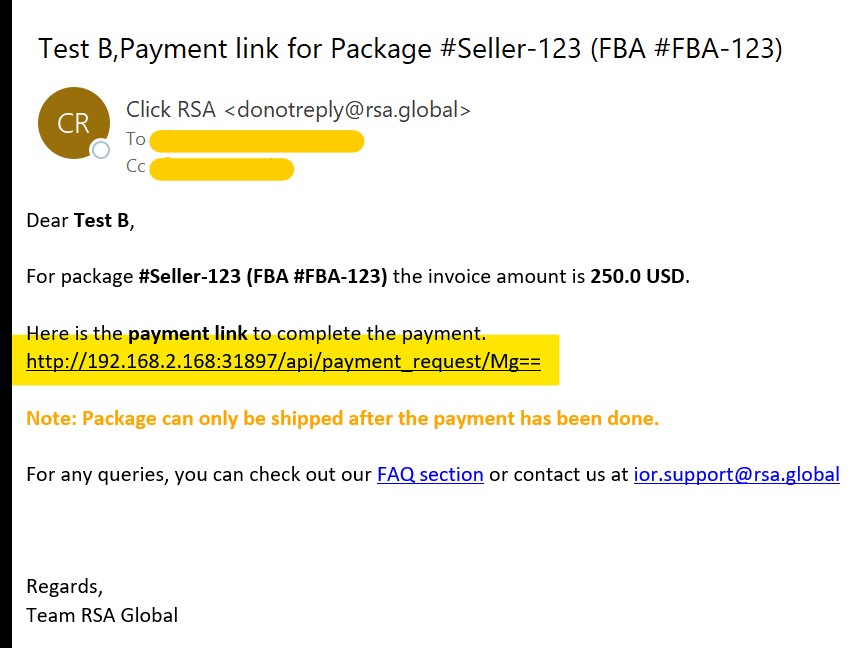 Test B,Payment link for Package #Seller-123 (FBA #FBA-123)
CR
Click RSA <donotreply@rsa.global>
To
Cc
Dear Test B,
For package #Seller-123 (FBA #FBA-123) the invoice amount is 250.0 USD.
Here is the payment link to complete the payment.
http://192.168.2.168:31897/api/payment_request/Mg==
Note: Package can only be shipped after the payment has been done.
For any queries, you can check out our FAQ section or contact us at ior.support@rsa.global
Regards,
Team RSA Global